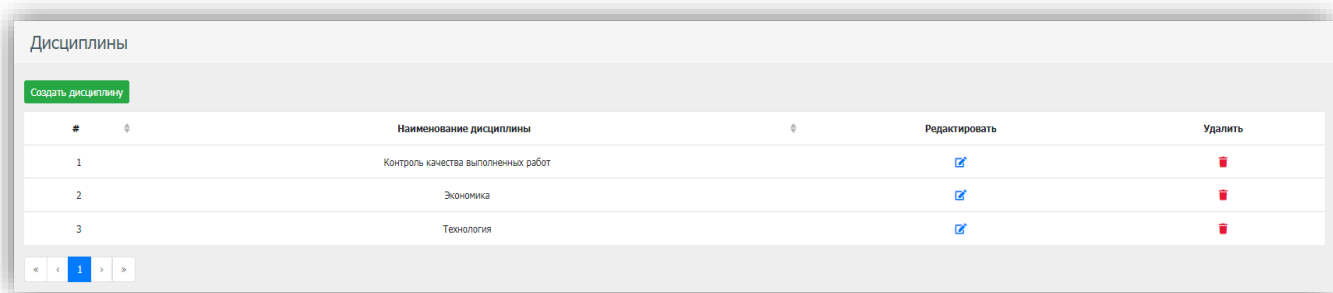 Дисциплины
Создать дисциплину
# Наименование дисциплины Редактировать Удалить
1 Контроль качества выполненных работ
2 Экономика
3 Технология
« ‹ 1 › »